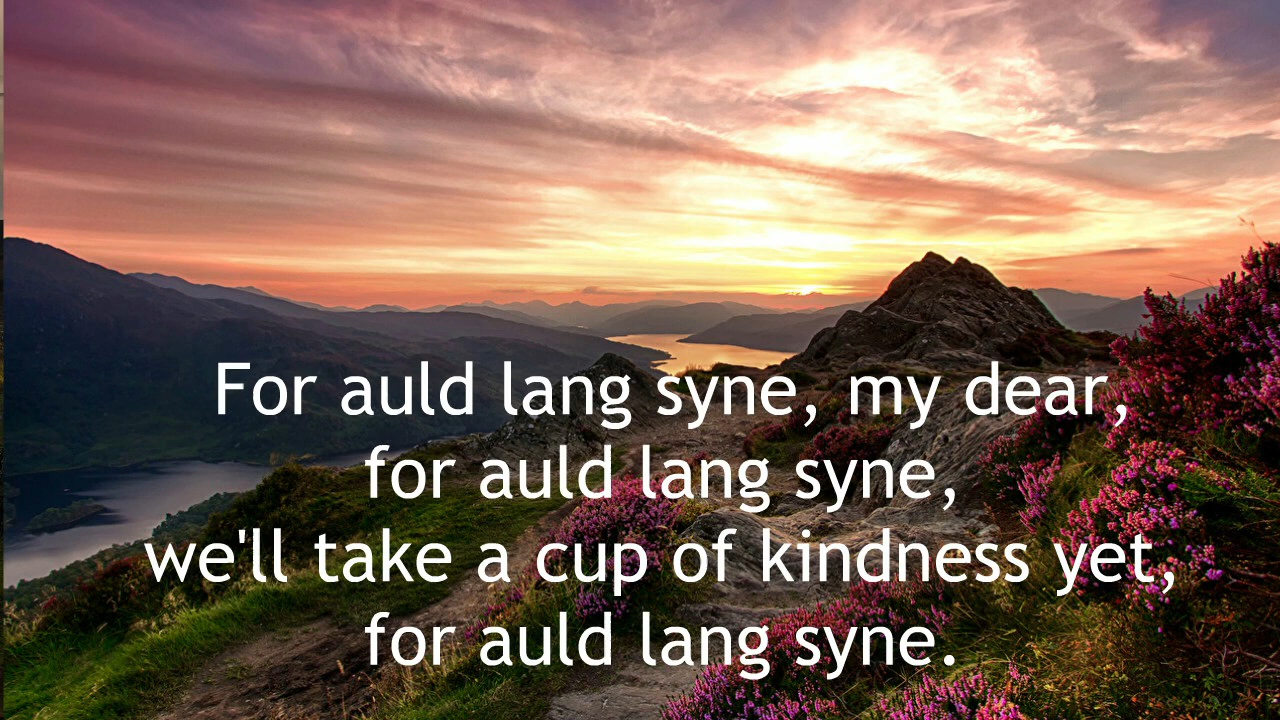 For auld lang syne, my dear,
for auld lang syne,
we'll take a cup of kindness yet,
for auld lang syne.